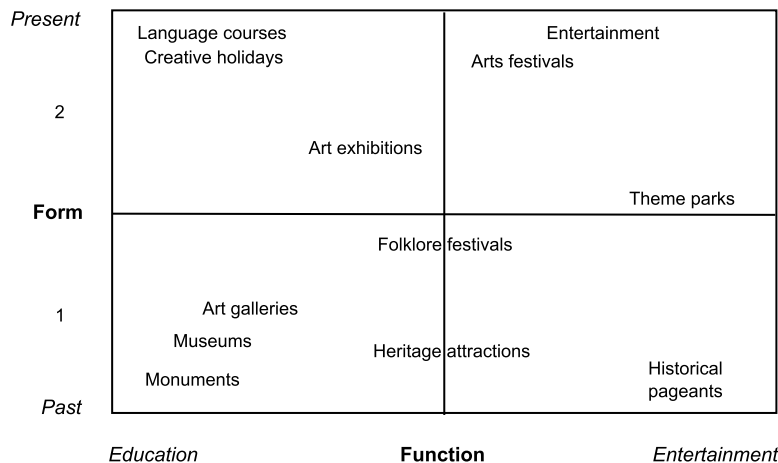 Present
Language courses
Creative holidays
Entertainment
Arts festivals
2
Art exhibitions
Theme parks
Form
Folklore festivals
Art galleries
1
Museums
Heritage attractions
Monuments
Historical
pageants
Past
Education
Function
Entertainment